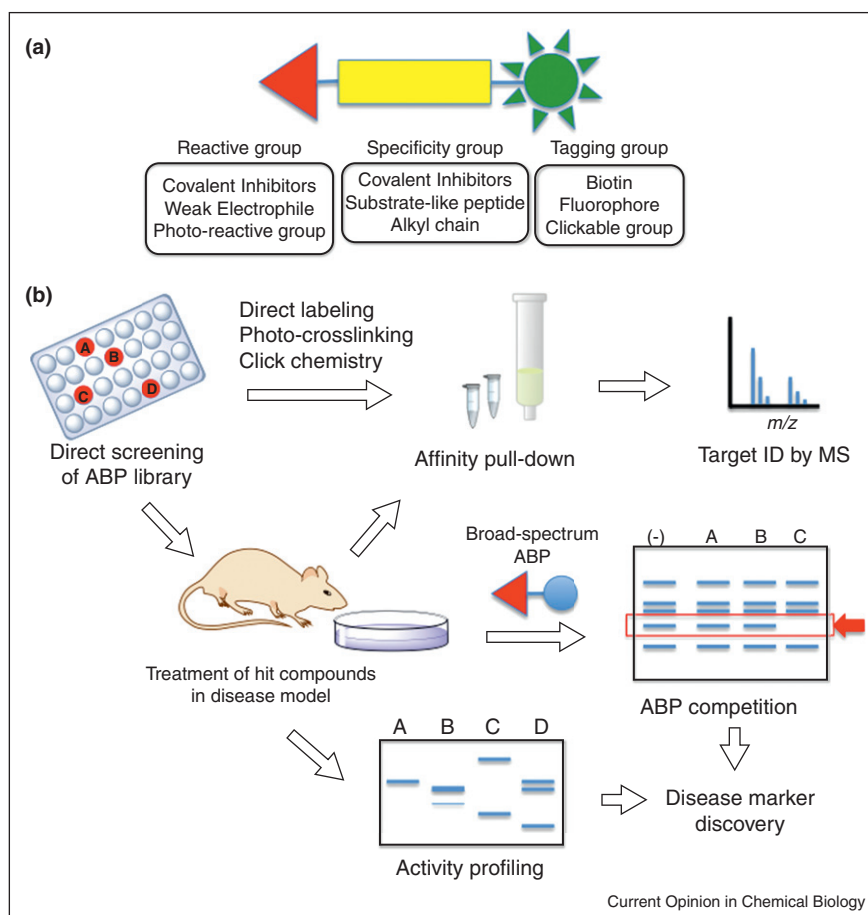 (a)
Reactive group
Specificity group
Tagging group
Covalent Inhibitors
Weak Electrophile
Photo-reactive group
Covalent Inhibitors
Substrate-like peptide
Alkyl chain
Biotin
Fluorophore
Clickable group
(b)
A
B
C
D
Direct labeling
Photo-crosslinking
Click chemistry
Direct screening
of ABP library
Affinity pull-down
m/z
Target ID by MS
Treatment of hit compounds
in disease model
Broad-spectrum
ABP
(-) A B C
ABP competition
A B C D
Activity profiling
Disease marker
discovery
Current Opinion in Chemical Biology